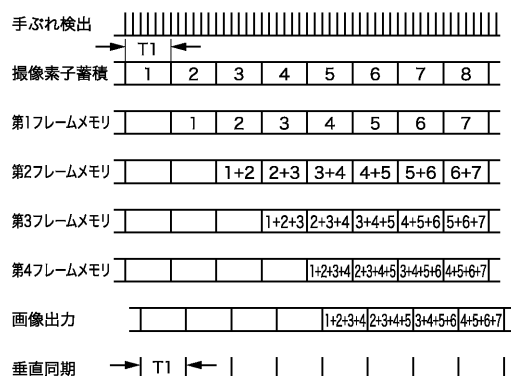 手ぶれ検出
T1
撮像素子蓄積 1 2 3 4 5 6 7 8
第1フレームメモリ 1 2 3 4 5 6 7
第2フレームメモリ 1+2 2+3 3+4 4+5 5+6 6+7
第3フレームメモリ 1+2+3 2+3+4 3+4+5 4+5+6 5+6+7
第4フレームメモリ 1+2+3+4 2+3+4+5 3+4+5+6 4+5+6+7
画像出力 1+2+3+4 2+3+4+5 3+4+5+6 4+5+6+7
垂直同期 T1